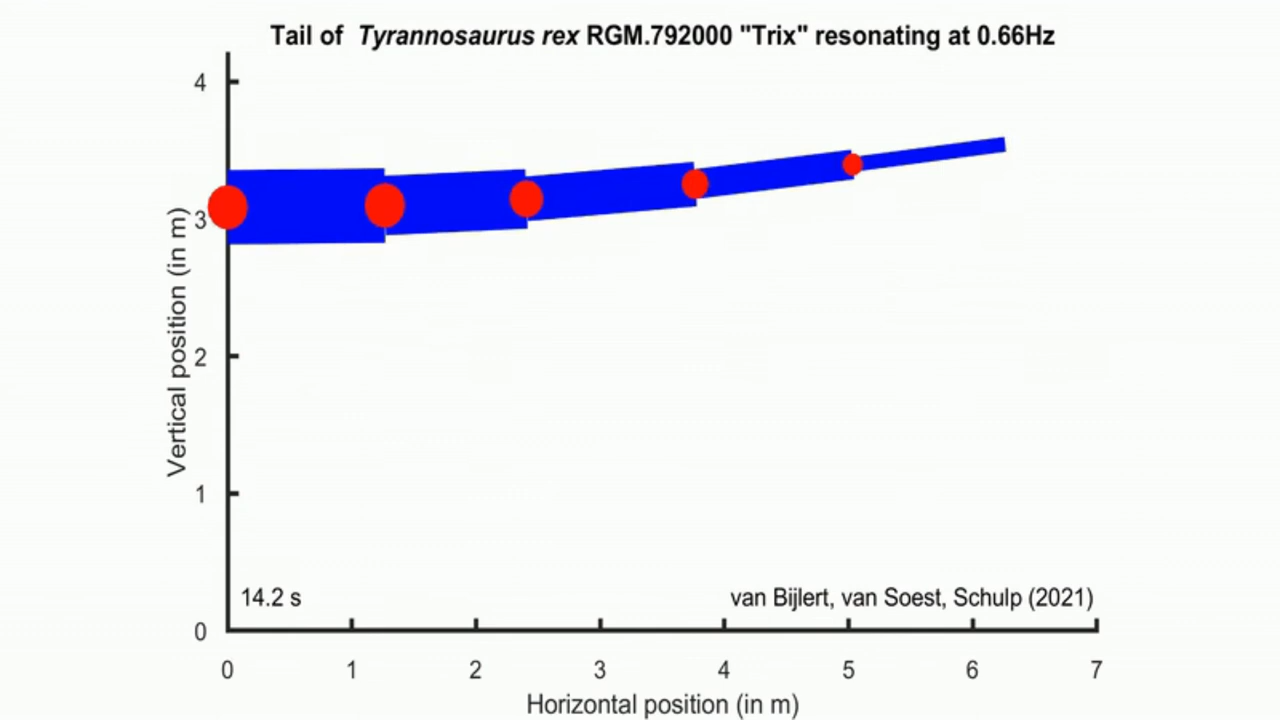 Tail of Tyrannosaurus rex RGM.792000 "Trix" resonating at 0.66Hz
4
3
2
1
0
Vertical position (in m)
14.2 s
van Bijlert, van Soest, Schulp (2021)
0 1 2 3 4 5 6 7
Horizontal position (in m)